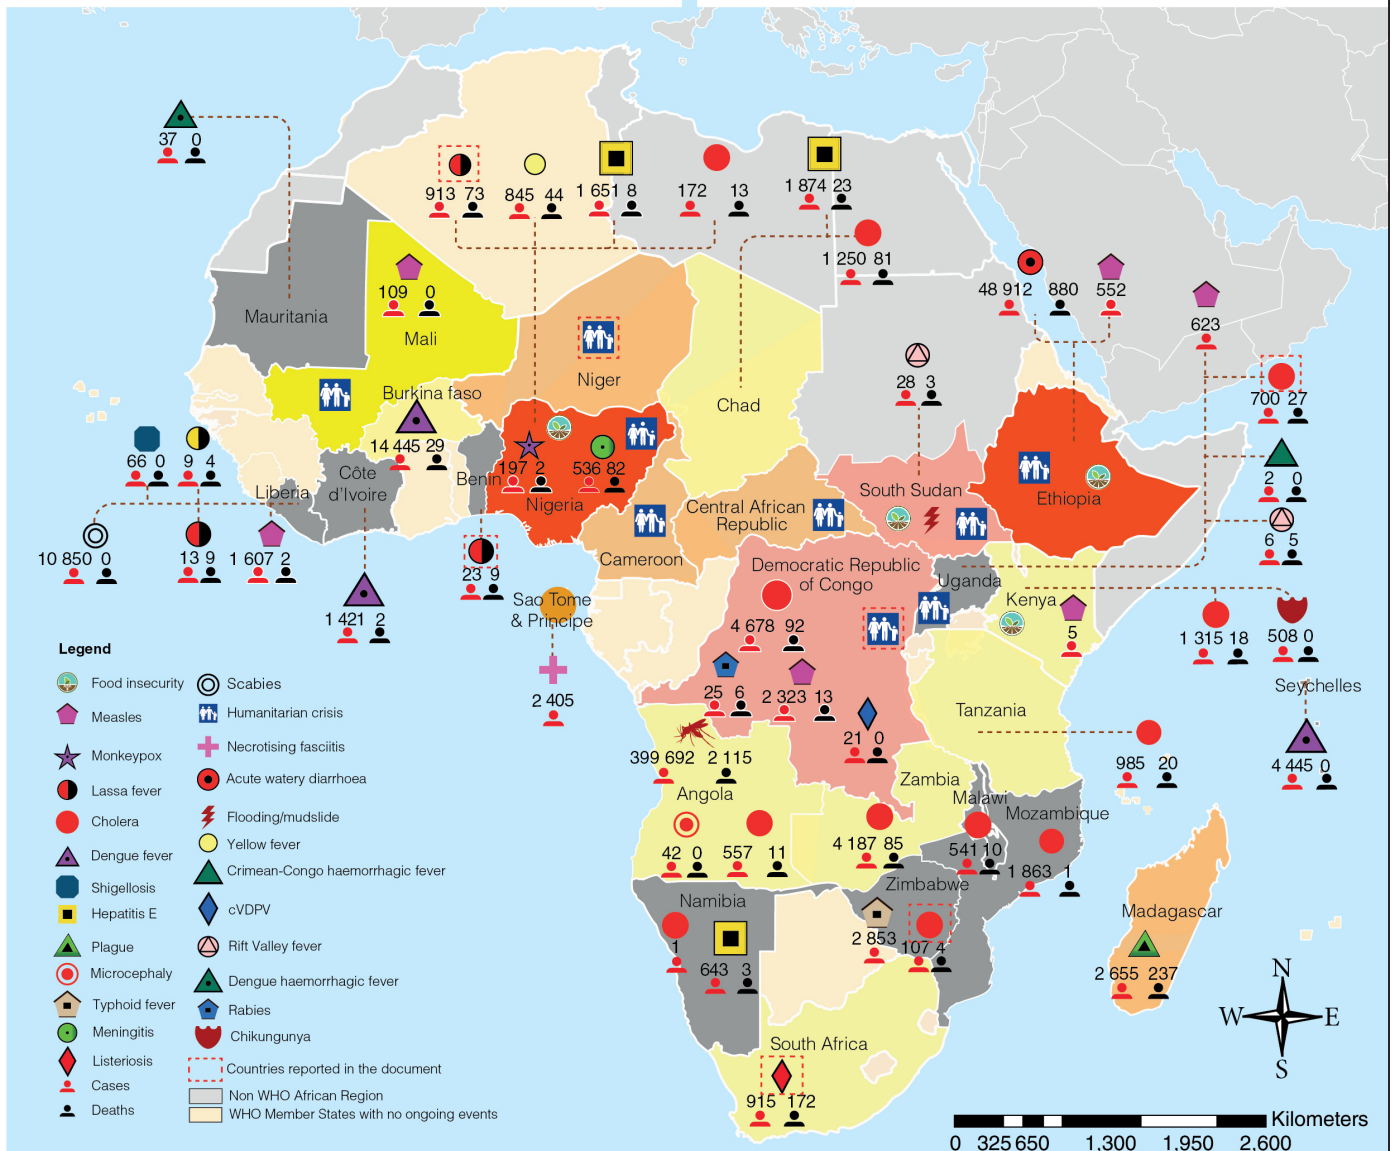 37 0
913 73
845 44
1 651 8
172 13
1 874 23
1 250 81
109 0
Mauritania
Mali
Niger
Chad
28 3
48 912 880 552
623
700 27
2 0
6 5
Burkina faso
14 445 29
66 0
9 4
197 2
536 82
Nigeria
Benin
Côte
d'Ivoire
Liberia
10 850 0
13 9
1 607 2
1 421 2
23 9
Cameroon
Central African
Republic
South Sudan
Ethiopia
Democratic Republic
of Congo
4 678 92
25 6
2 323 13
21 0
Uganda
Kenya
5
1 315 18
508 0
Seychelles
4 445 0
Sao Tome
& Principe
2 405
Tanzania
985 20
399 692 2 115
Angola
42 0
557 11
Zambia
4 187 85
Malawi
541 10
Mozambique
1 863 1
Zimbabwe
2 853
107 4
Namibia
1
643 3
Madagascar
2 655 237
South Africa
915 172
Legend
Food insecurity
Measles
Monkeypox
Lassa fever
Cholera
Dengue fever
Shigellosis
Hepatitis E
Plague
Microcephaly
Typhoid fever
Meningitis
Listeriosis
Cases
Deaths
Scabies
Humanitarian crisis
Necrotising fasciitis
Acute watery diarrhoea
Flooding/mudslide
Yellow fever
Crimean-Congo haemorrhagic fever
cVDPV
Rift Valley fever
Dengue haemorrhagic fever
Rabies
Chikungunya
Countries reported in the document
Non WHO African Region
WHO Member States with no ongoing events
N
W E
S
Kilometers
0 325 650 1,300 1,950 2,600